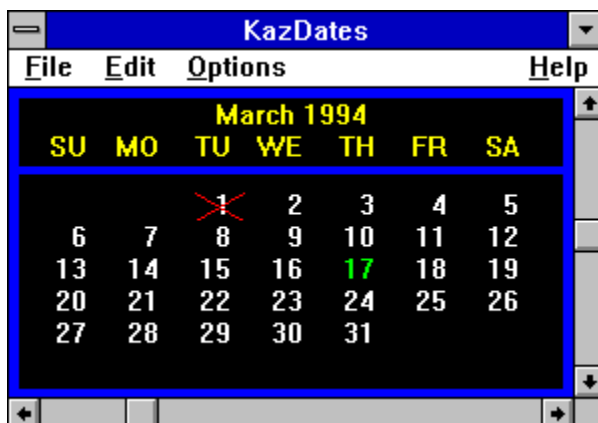 KazDates
File Edit Options Help
March 1994
SU MO TU WE TH FR SA
1 2 3 4 5
6 7 8 9 10 11 12
13 14 15 16 17 18 19
20 21 22 23 24 25 26
27 28 29 30 31